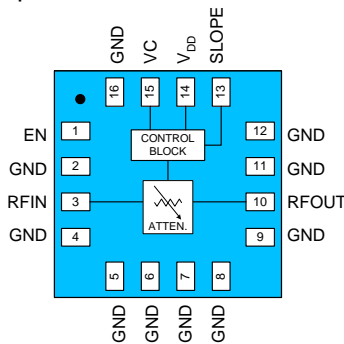 GND
VC
VDD
SLOPE
16
15
14
13
EN 1
CONTROL
BLOCK
12 GND
GND 2
11 GND
RFIN 3
10 RFOUT
ATTEN.
GND 4
9 GND
5
6
7
8
GND
GND
GND
GND